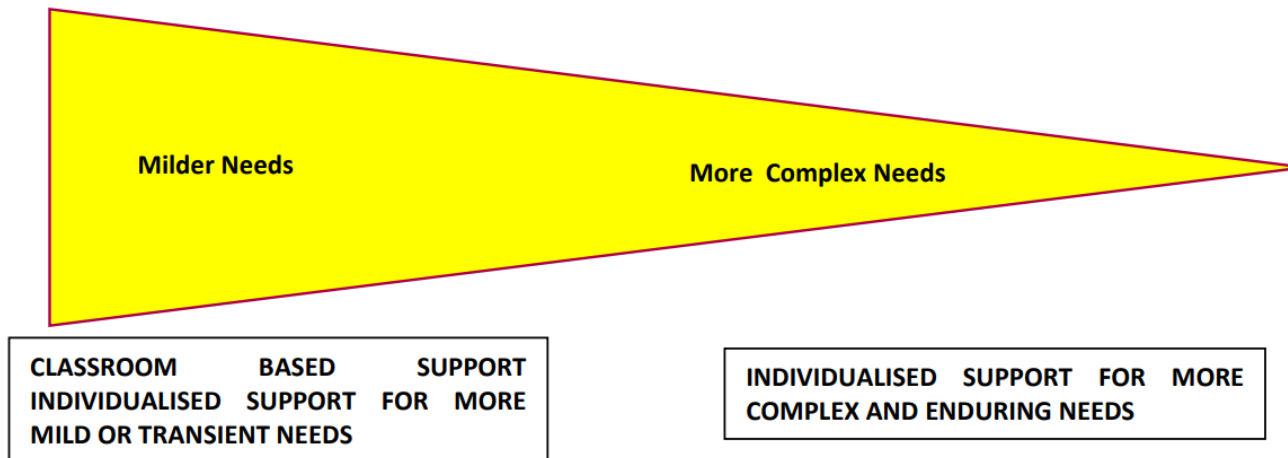 Milder Needs
More Complex Needs
CLASSROOM BASED SUPPORT
INDIVIDUALISED SUPPORT FOR MORE
MILD OR TRANSIENT NEEDS
INDIVIDUALISED SUPPORT FOR MORE
COMPLEX AND ENDURING NEEDS